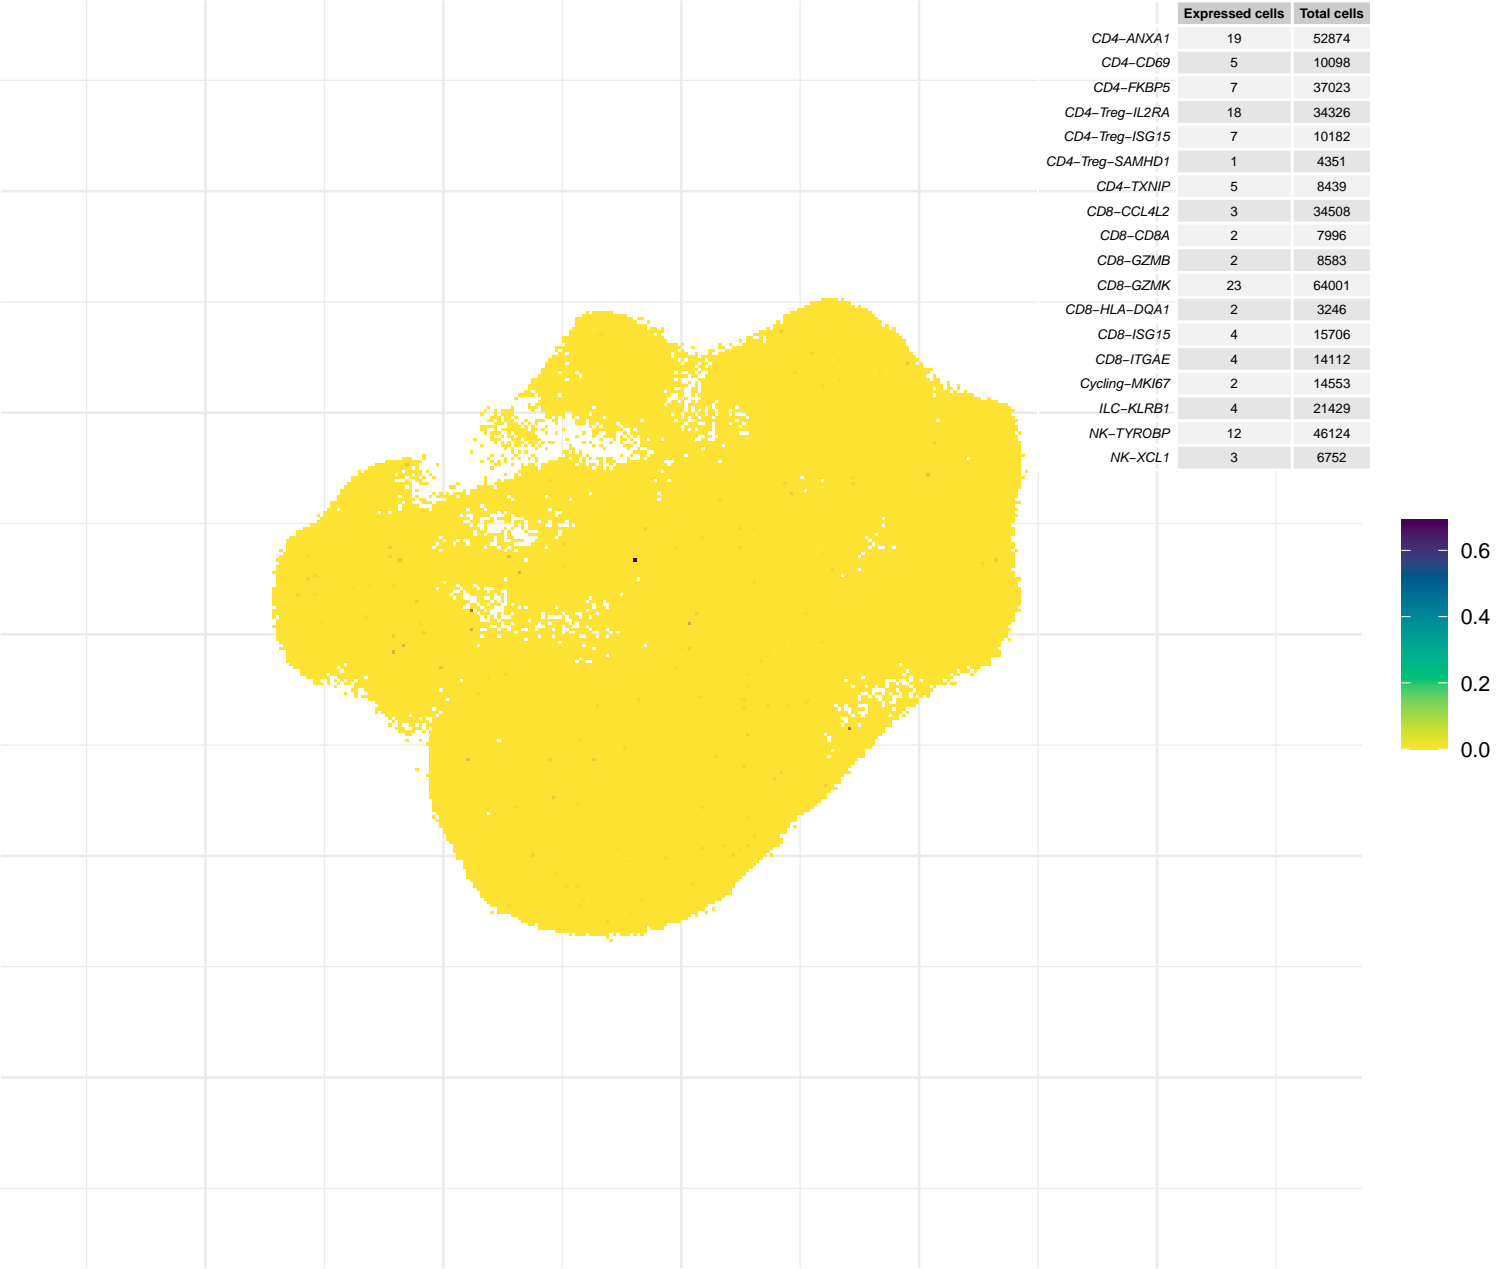 Expressed cells Total cells
CD4−ANXA1 19 52874
CD4−CD69 5 10098
CD4−FKBP5 7 37023
CD4−Treg−IL2RA 18 34326
CD4−Treg−ISG15 7 10182
CD4−Treg−SAMHD1 1 4351
CD4−TXNIP 5 8439
CD8−CCL4L2 3 34508
CD8−CD8A 2 7996
CD8−GZMB 2 8583
CD8−GZMK 23 64001
CD8−HLA−DQA1 2 3246
CD8−ISG15 4 15706
CD8−ITGAE 4 14112
Cycling−MKI67 2 14553
ILC−KLRB1 4 21429
NK−TYROBP 12 46124
NK−XCL1 3 6752
0.6
0.4
0.2
0.0